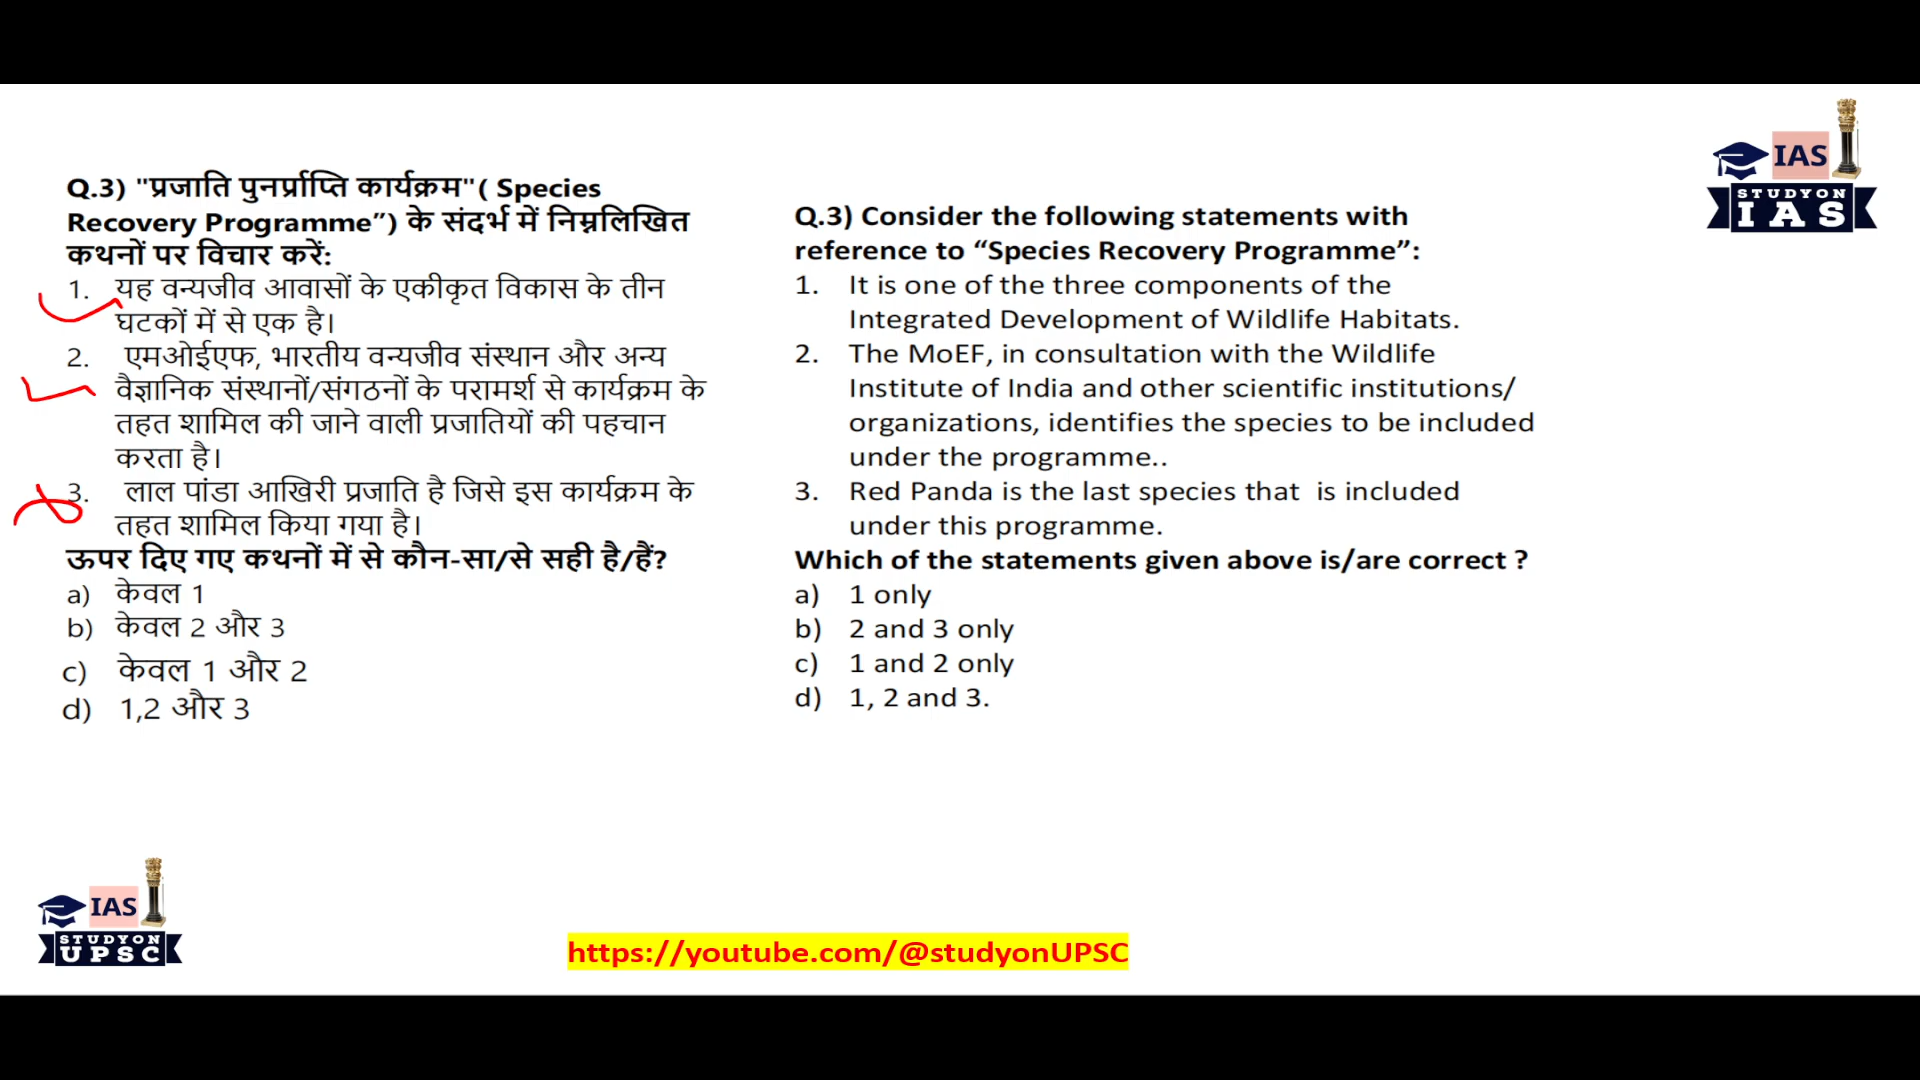 IAS
STUDYON
IAS
Q.3) "प्रजाति पुनर्प्राप्ति कार्यक्रम"( Species
Recovery Programme”) के संदर्भ में निम्नलिखित
कथनों पर विचार करें:
1. यह वन्यजीव आवासों के एकीकृत विकास के तीन
घटकों में से एक है।
2. एमओईएफ, भारतीय वन्यजीव संस्थान और अन्य
वैज्ञानिक संस्थानों/संगठनों के परामर्श से कार्यक्रम के
तहत शामिल की जाने वाली प्रजातियों की पहचान
करता है।
3. लाल पांडा आखिरी प्रजाति है जिसे इस कार्यक्रम के
तहत शामिल किया गया है।
ऊपर दिए गए कथनों में से कौन-सा/से सही है/हैं?
a) केवल 1
b) केवल 2 और 3
c) केवल 1 और 2
d) 1,2 और 3
Q.3) Consider the following statements with
reference to “Species Recovery Programme”:
1. It is one of the three components of the
Integrated Development of Wildlife Habitats.
2. The MoEF, in consultation with the Wildlife
Institute of India and other scientific institutions/
organizations, identifies the species to be included
under the programme..
3. Red Panda is the last species that is included
under this programme.
Which of the statements given above is/are correct ?
a) 1 only
b) 2 and 3 only
c) 1 and 2 only
d) 1, 2 and 3.
IAS
STUDYON
UPSC
https://youtube.com/@studyonUPSC